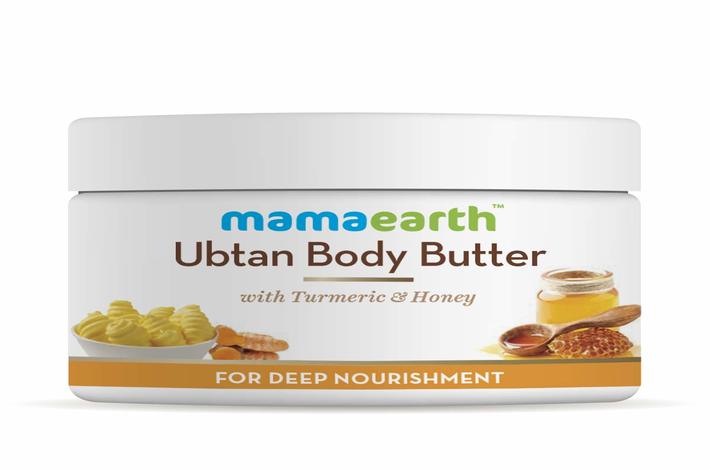 mamaearth™
Ubtan Body Butter
with Turmeric & Honey
FOR DEEP NOURISHMENT